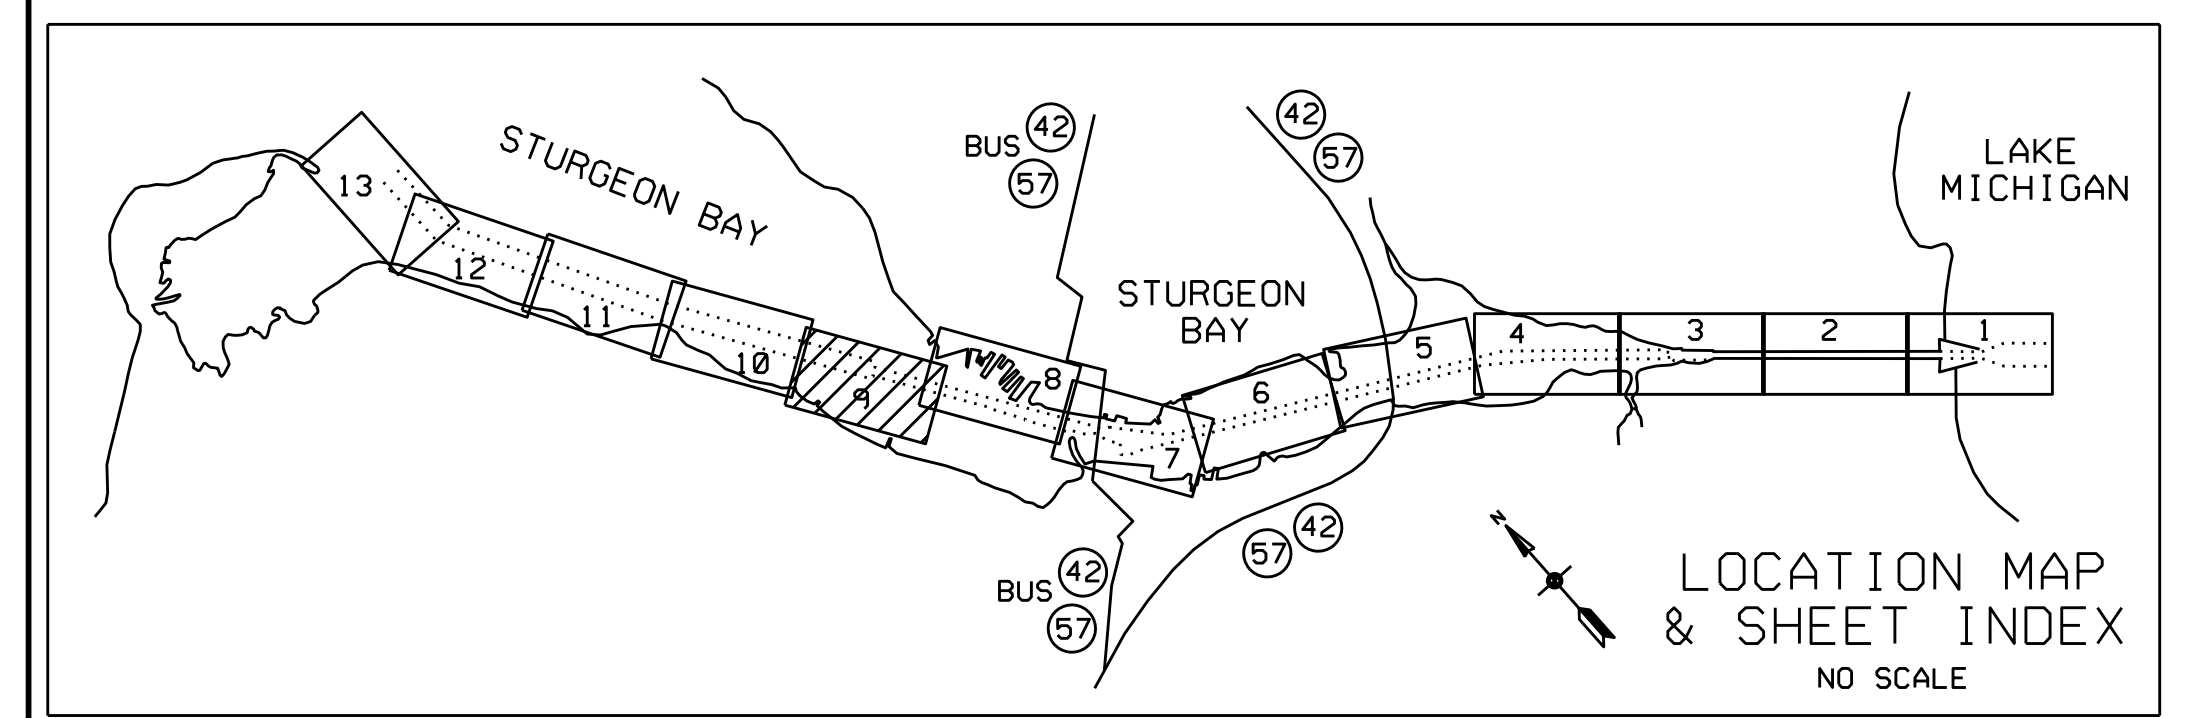 STURGEON BAY
BUS 42
57
42
57
LAKE
MICHIGAN
STURGEON
BAY
13
12
11
10
9
8
7
6
5
4
3
2
1
BUS 42
57
57 42
N
LOCATION MAP
& SHEET INDEX
NO SCALE